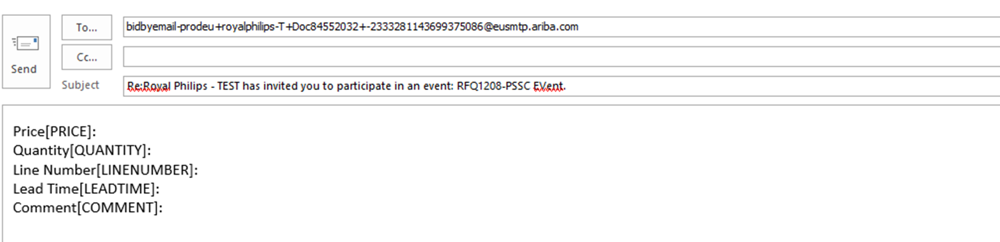 To...
bidbyemail-prodeu+royalphilips-T+Doc84552032+-2333281143699375086@eusmtp.ariba.com
Cc...
Send
Subject
Re:Royal Philips - TEST has invited you to participate in an event: RFQ1208-PSSC EVent.
Price[PRICE]:
Quantity[QUANTITY]:
Line Number[LINENUMBER]:
Lead Time[LEADTIME]:
Comment[COMMENT]: